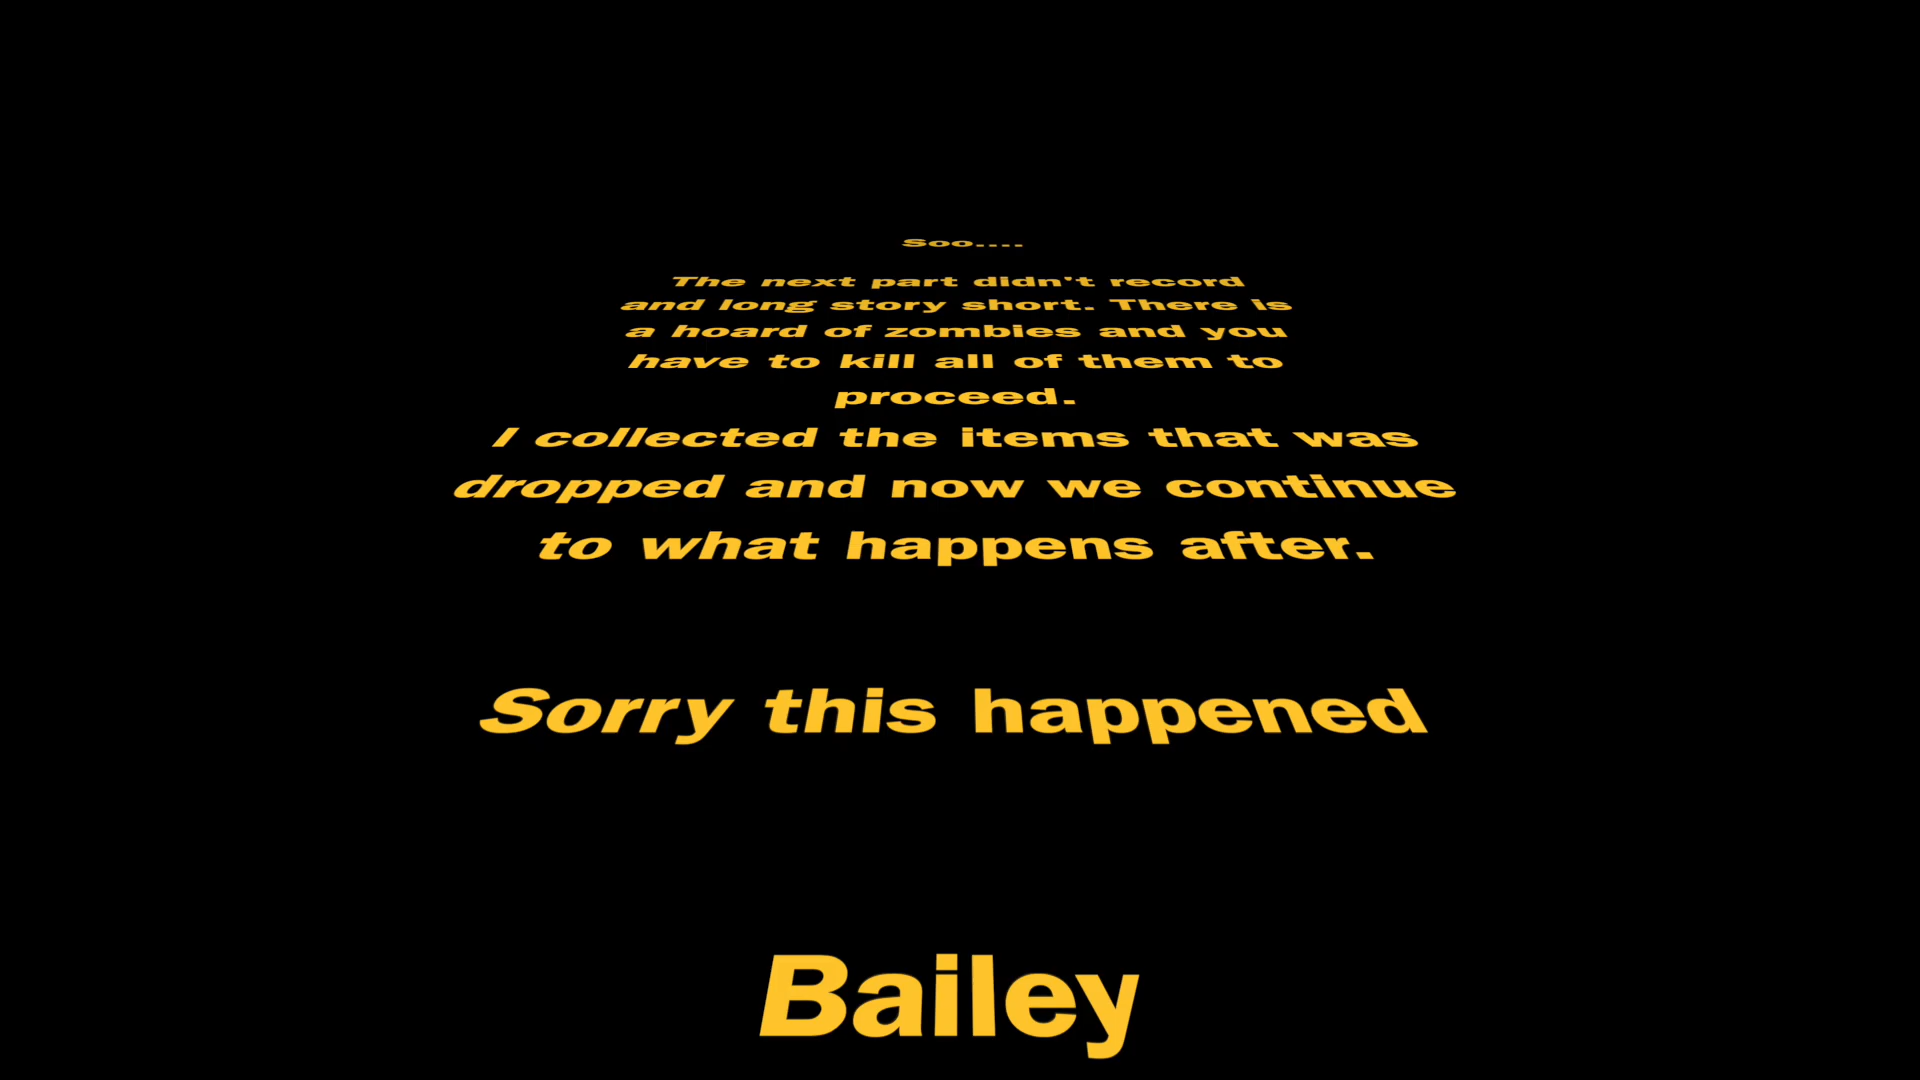 Soo....
The next part didn't record
and long story short. There is
a hoard of zombies and you
have to kill all of them to
proceed.
I collected the items that was
dropped and now we continue
to what happens after.
Sorry this happened
Bailey